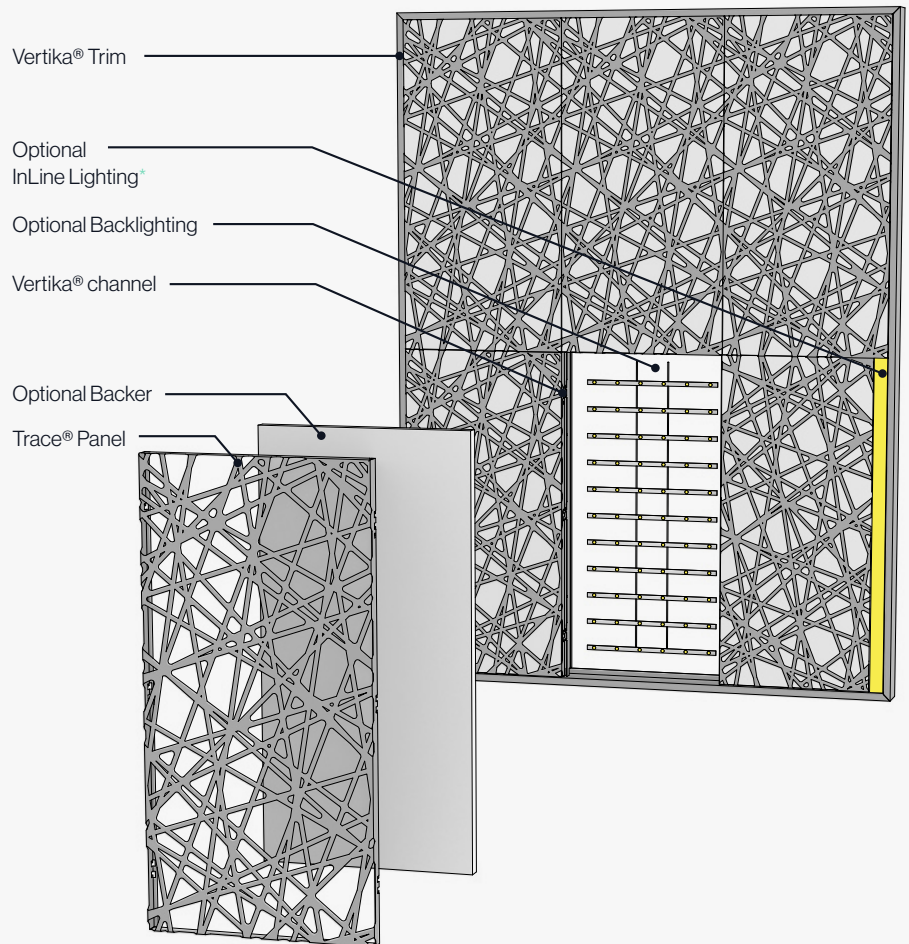 Vertika® Trim
Optional
InLine Lighting*
Optional Backlighting
Vertika® channel
Optional Backer
Trace® Panel